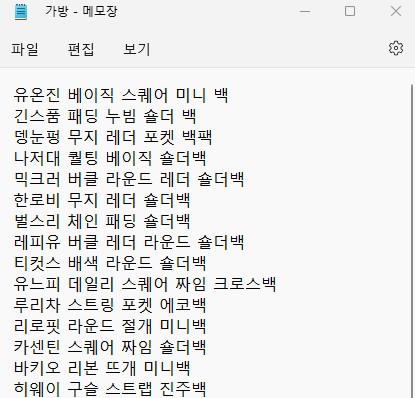 가방 - 메모장
파일 편집 보기
유온진 베이직 스퀘어 미니 백
긴스품 패딩 누빔 숄더 백
뎅눈펑 무지 레더 포켓 백팩
나저대 퀼팅 베이직 숄더백
믹크러 버클 라운드 레더 숄더백
한로비 무지 레더 숄더백
벌스리 체인 패딩 숄더백
레피유 버클 레더 라운드 숄더백
티컷스 배색 라운드 숄더백
유느피 데일리 스퀘어 짜임 크로스백
루리차 스트링 포켓 에코백
리로핏 라운드 절개 미니백
카센틴 스퀘어 짜임 숄더백
바키오 리본 뜨개 미니백
히웨이 구슬 스트랩 진주백